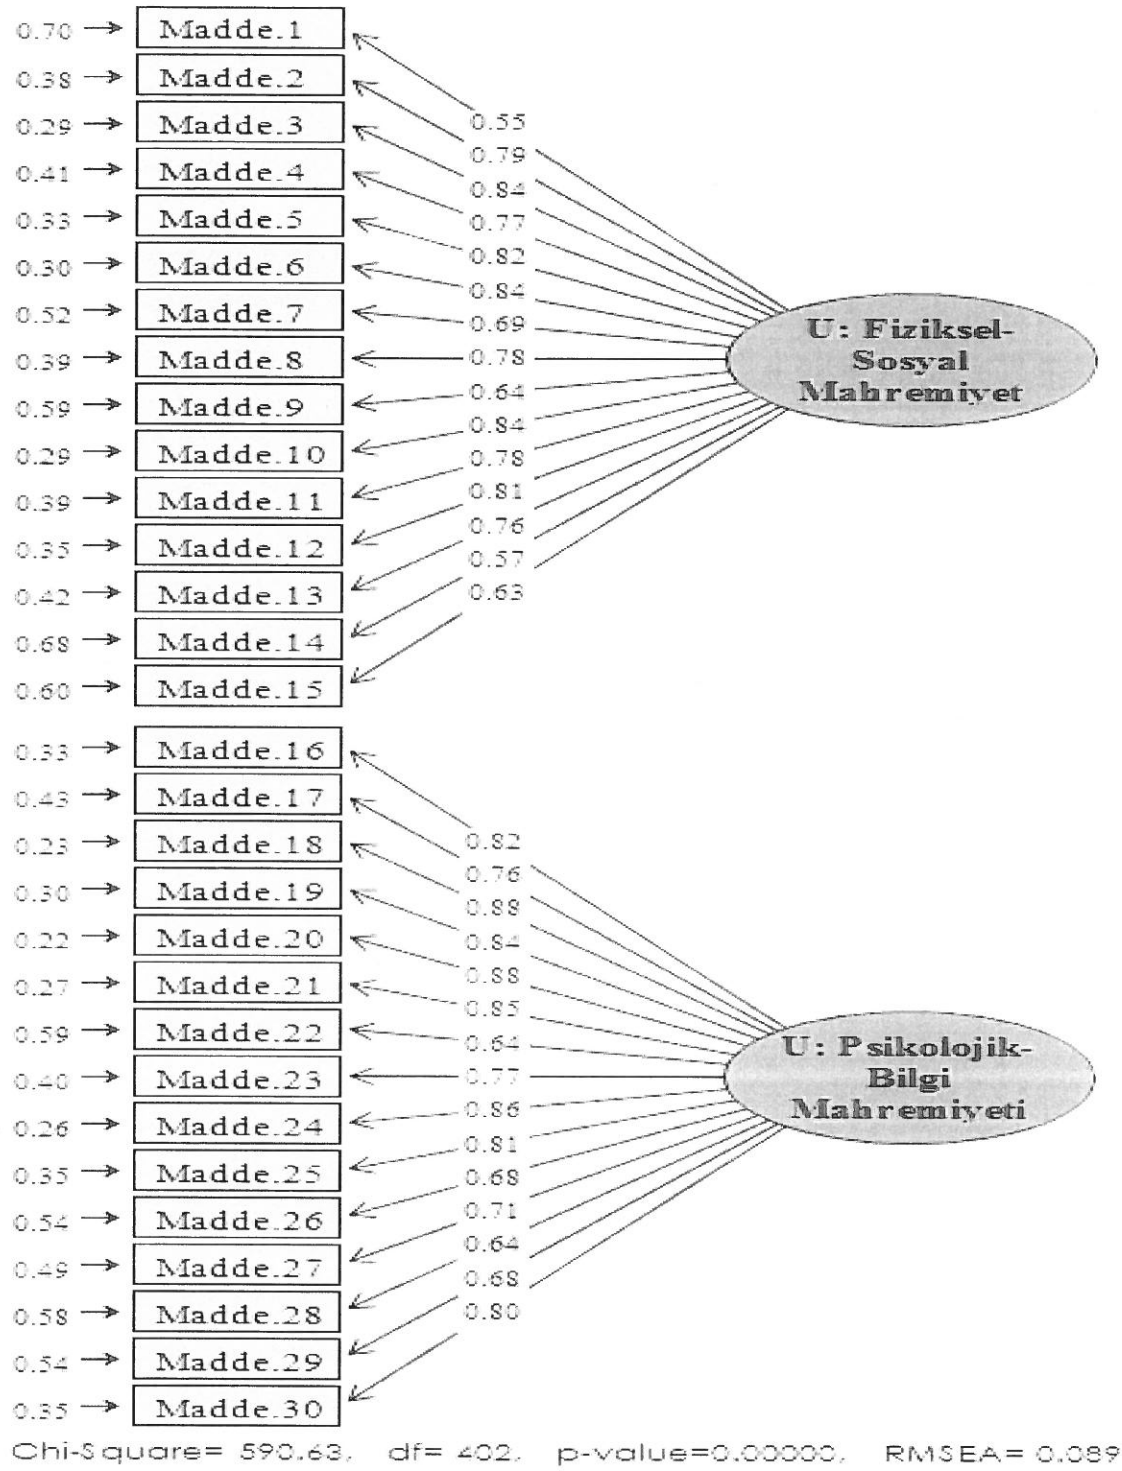 0.70 → Madde.1
0.38 → Madde.2
0.29 → Madde.3
0.55
0.41 → Madde.4
0.79
0.84
0.33 → Madde.5
0.77
0.30 → Madde.6
0.82
0.84
0.52 → Madde.7
0.69
0.39 → Madde.8
0.78
0.59 → Madde.9
0.64
0.84
0.29 → Madde.10
0.78
0.39 → Madde.11
0.81
0.35 → Madde.12
0.76
0.57
0.42 → Madde.13
0.63
0.68 → Madde.14
0.60 → Madde.15
U: Fiziksel-
Sosyal
Mahremiyet
0.33 → Madde.16
0.43 → Madde.17
0.23 → Madde.18
0.82
0.76
0.30 → Madde.19
0.88
0.84
0.22 → Madde.20
0.88
0.27 → Madde.21
0.85
0.59 → Madde.22
0.64
0.40 → Madde.23
0.77
0.26 → Madde.24
0.86
0.81
0.35 → Madde.25
0.68
0.54 → Madde.26
0.71
0.64
0.49 → Madde.27
0.68
0.58 → Madde.28
0.80
0.54 → Madde.29
0.35 → Madde.30
U: Psikolojik-
Bilgi
Mahremiyeti
Chi-Square= 590.63, df= 402, p-value=0.00000, RMSEA= 0.089